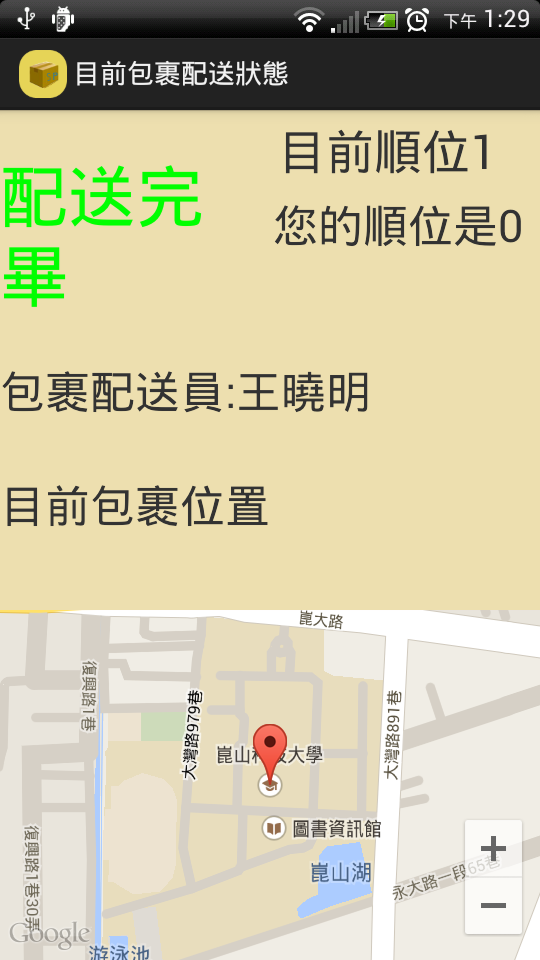 下午 1:29
目前包裹配送狀態
配送完
畢
目前順位1
您的順位是0
包裹配送員:王曉明
目前包裹位置
崑大路
復興路1巷
大灣路979巷
大灣路891巷
崑山科技大學
圖書資訊館
崑山湖
永大路一段65巷
復興路1巷30弄
游泳池
Google